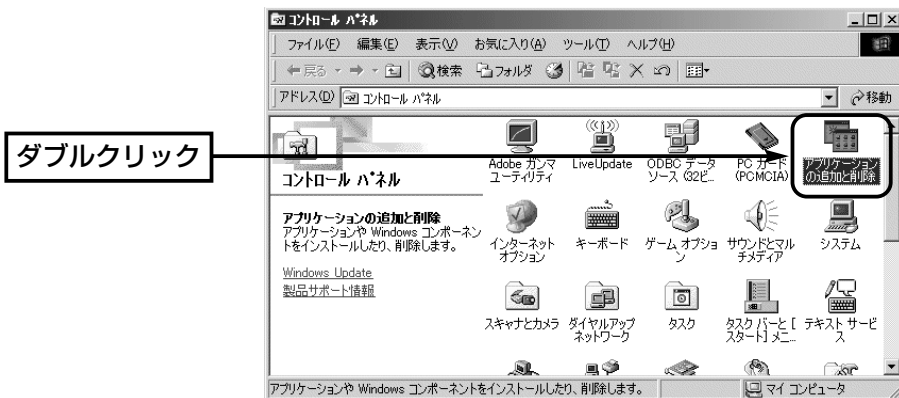 コントロール パネル
ファイル(F) 編集(E) 表示(V) お気に入り(A) ツール(T) ヘルプ(H)
戻る 検索 フォルダ
アドレス(D) コントロール パネル 移動
ダブルクリック
コントロール パネル
アプリケーションの追加と削除
アプリケーションや Windows コンポーネン
トをインストールしたり、削除します。
Windows Update
製品サポート情報
Adobe ガンマ
ユーティリティ
LiveUpdate
ODBC データ
ソース (32ビ...
PC カード
(PCMCIA)
アプリケーション
の追加と削除
インターネット
オプション
キーボード
ゲーム オプショ
ン
サウンドとマル
チメディア
システム
スキャナとカメラ
ダイヤルアップ
ネットワーク
タスク
タスク バーと [
スタート] メニ...
テキスト サービ
ス
アプリケーションや Windows コンポーネントをインストールしたり、削除します。
マイ コンピュータ